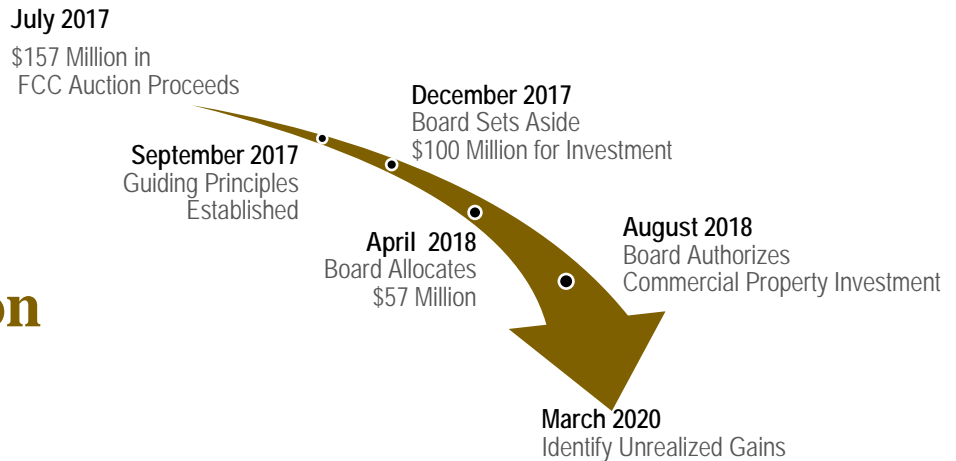 July 2017
$157 Million in
FCC Auction Proceeds
September 2017
Guiding Principles
Established
December 2017
Board Sets Aside
$100 Million for Investment
April 2018
Board Allocates
$57 Million
August 2018
Board Authorizes
Commercial Property Investment
on
March 2020
Identify Unrealized Gains